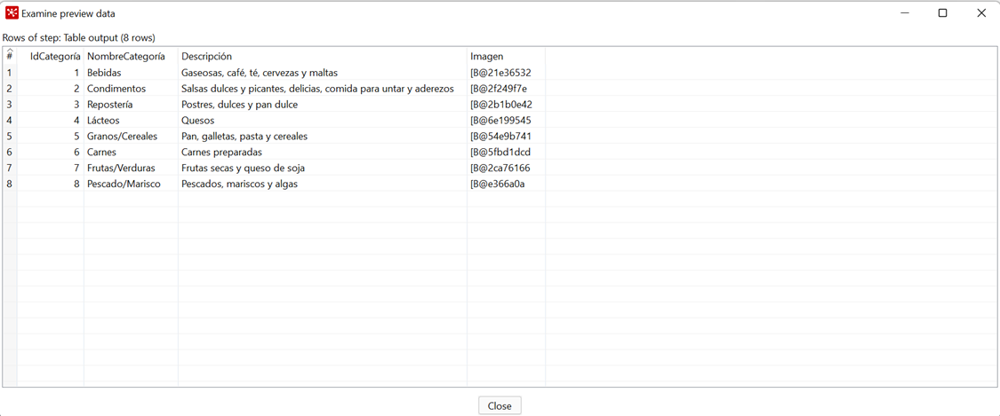 Examine preview data
Rows of step: Table output (8 rows)
# IdCategoría NombreCategoría Descripción Imagen
1 1 Bebidas Gaseosas, café, té, cervezas y maltas [B@21e36532
2 2 Condimentos Salsas dulces y picantes, delicias, comida para untar y aderezos [B@2f249f7e
3 3 Repostería Postres, dulces y pan dulce [B@2b1b0e42
4 4 Lácteos Quesos [B@6e199545
5 5 Granos/Cereales Pan, galletas, pasta y cereales [B@54e9b741
6 6 Carnes Carnes preparadas [B@5fbd1dcd
7 7 Frutas/Verduras Frutas secas y queso de soja [B@2ca76166
8 8 Pescado/Marisco Pescados, mariscos y algas [B@e366a0a
Close